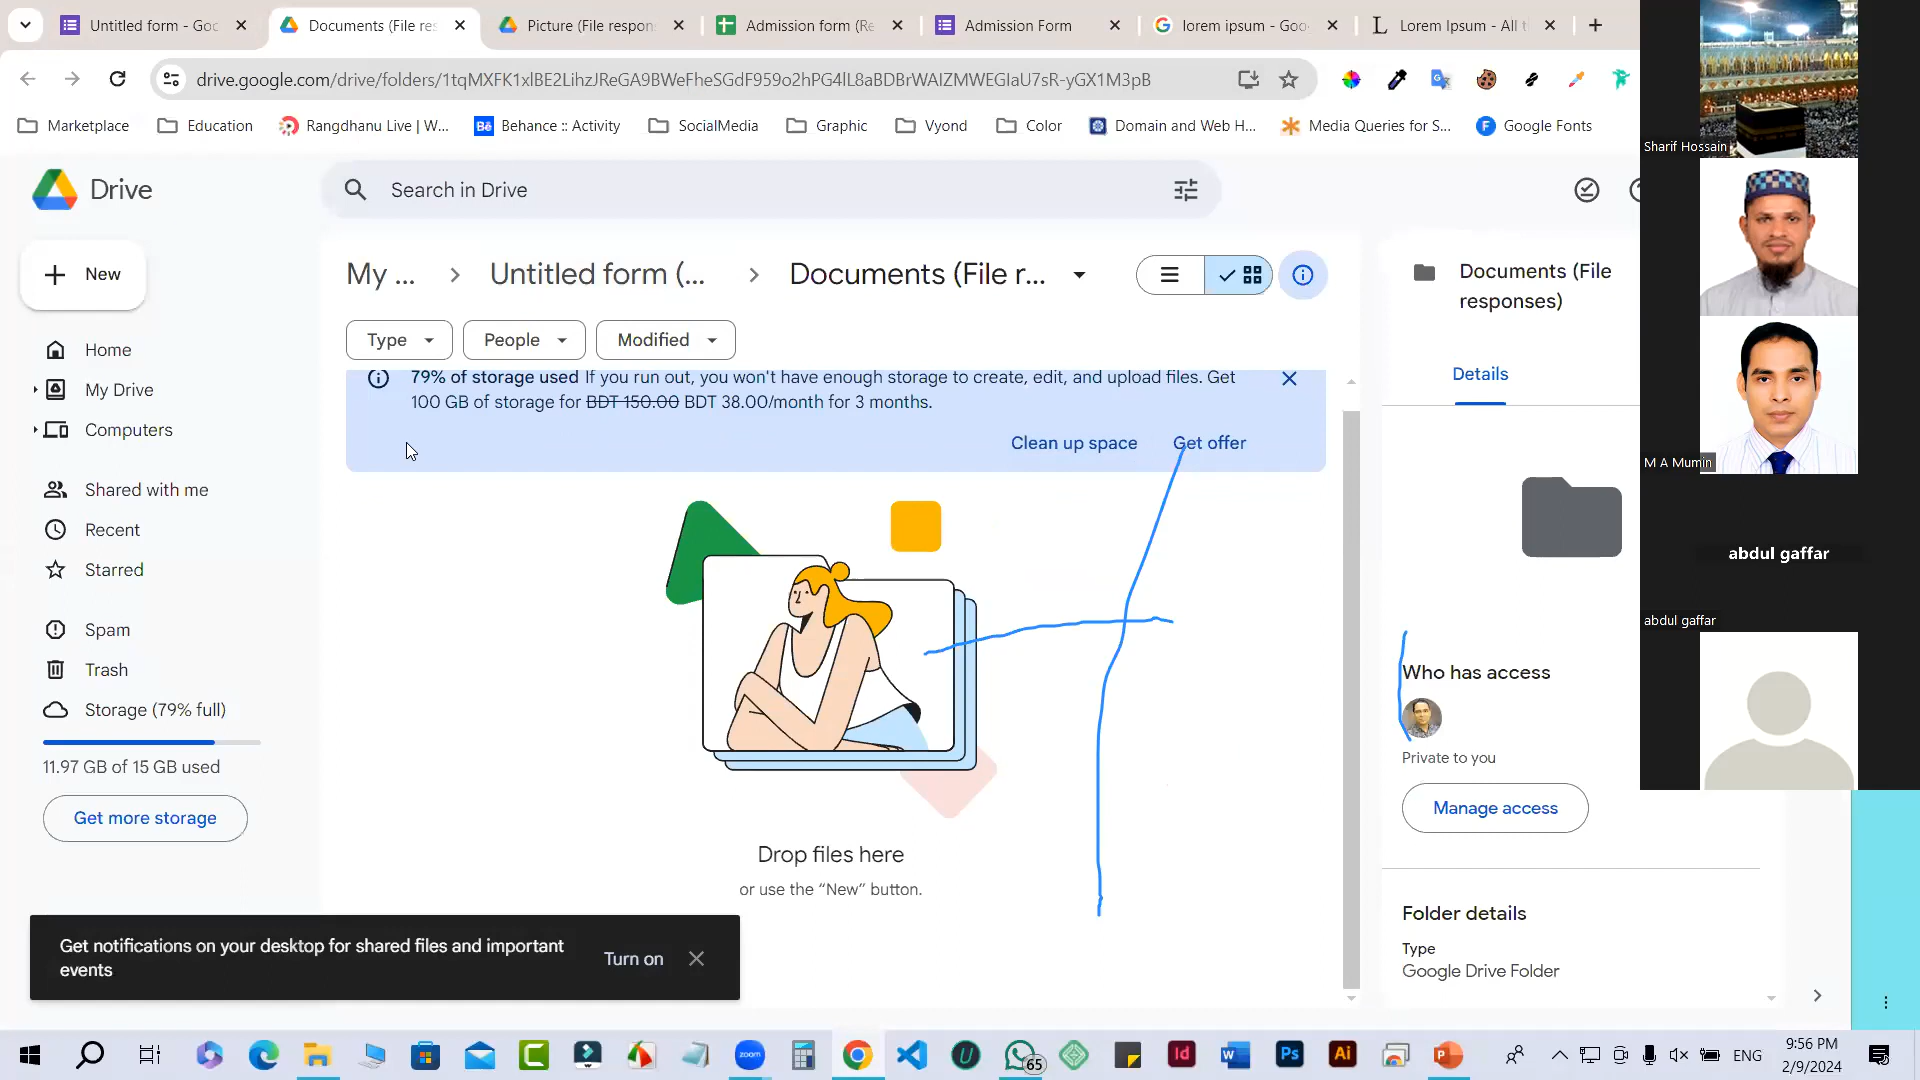 Untitled form - Goo
Documents (File res
Picture (File respon
Admission form (Re
Admission Form
lorem ipsum - Goo
Lorem Ipsum - All t
drive.google.com/drive/folders/1tqMXFK1xlBE2LihzJReGA9BWeFheSGdF959o2hPG4lL8aBDBrWAIZMWEGIaU7sR-yGX1M3pB
Marketplace
Education
Rangdhanu Live | W...
Behance :: Activity
SocialMedia
Graphic
Vyond
Color
Domain and Web H...
Media Queries for S...
Google Fonts
Sharif Hossain
Drive
Search in Drive
New
My ...
Untitled form (...
Documents (File r...
Documents (File
responses)
Type
People
Modified
Home
My Drive
Computers
79% of storage used If you run out, you won't have enough storage to create, edit, and upload files. Get
100 GB of storage for BDT 150.00 BDT 38.00/month for 3 months.
Clean up space
Get offer
Details
M A Mumin
Shared with me
Recent
Starred
Spam
Trash
Storage (79% full)
11.97 GB of 15 GB used
Get more storage
abdul gaffar
abdul gaffar
Who has access
Private to you
Manage access
Drop files here
or use the “New” button.
Folder details
Type
Google Drive Folder
Get notifications on your desktop for shared files and important
events
Turn on
zoom
65
Id
Ps
Ai
ENG
9:56 PM
2/9/2024